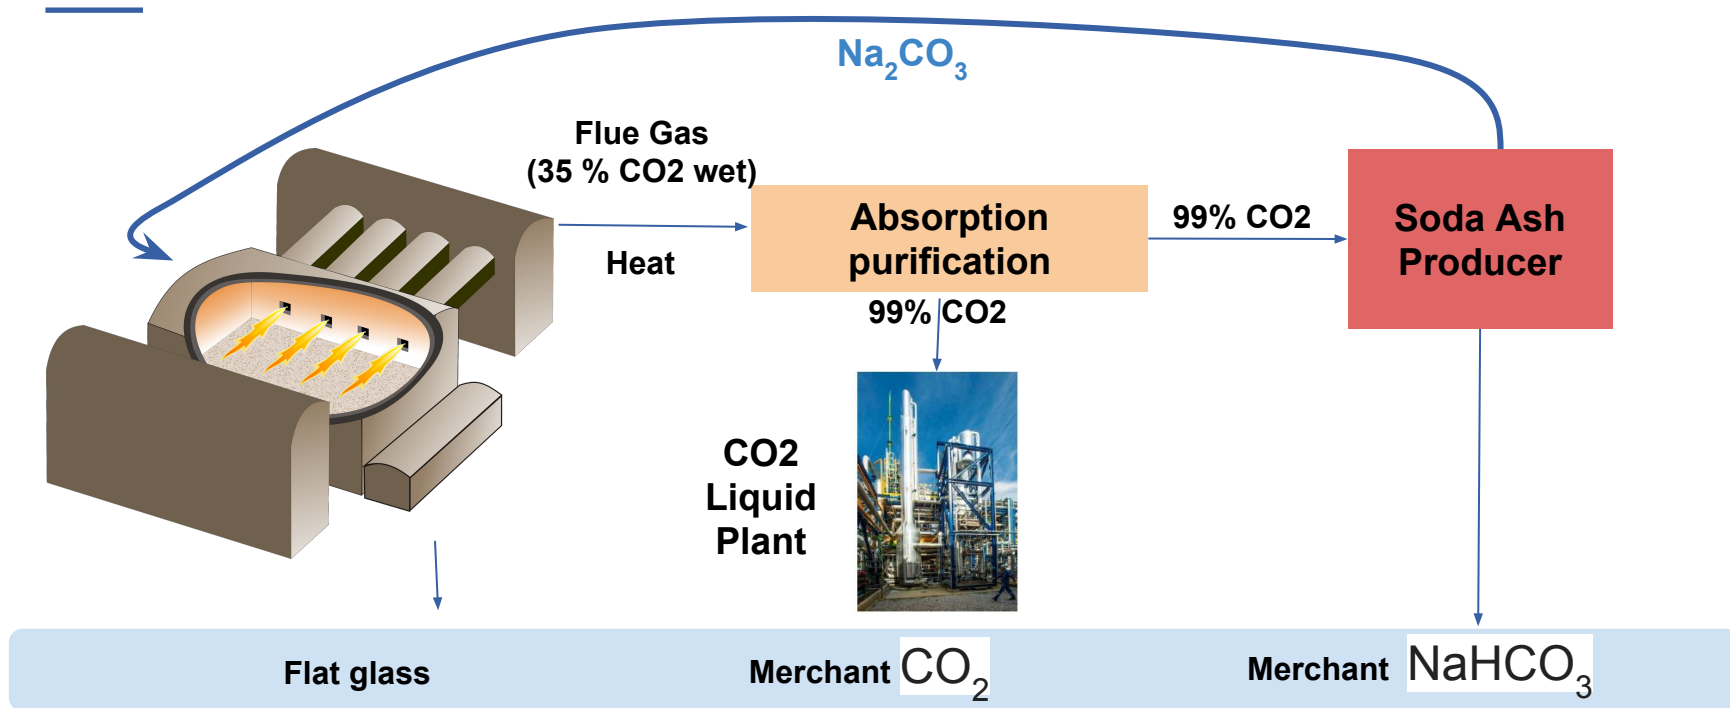 Na₂CO₃
Flue Gas
(35 % CO2 wet)
Heat
Absorption
purification
99% CO2
Soda Ash
Producer
99% CO2
CO2
Liquid
Plant
Flat glass
Merchant CO₂
Merchant NaHCO₃